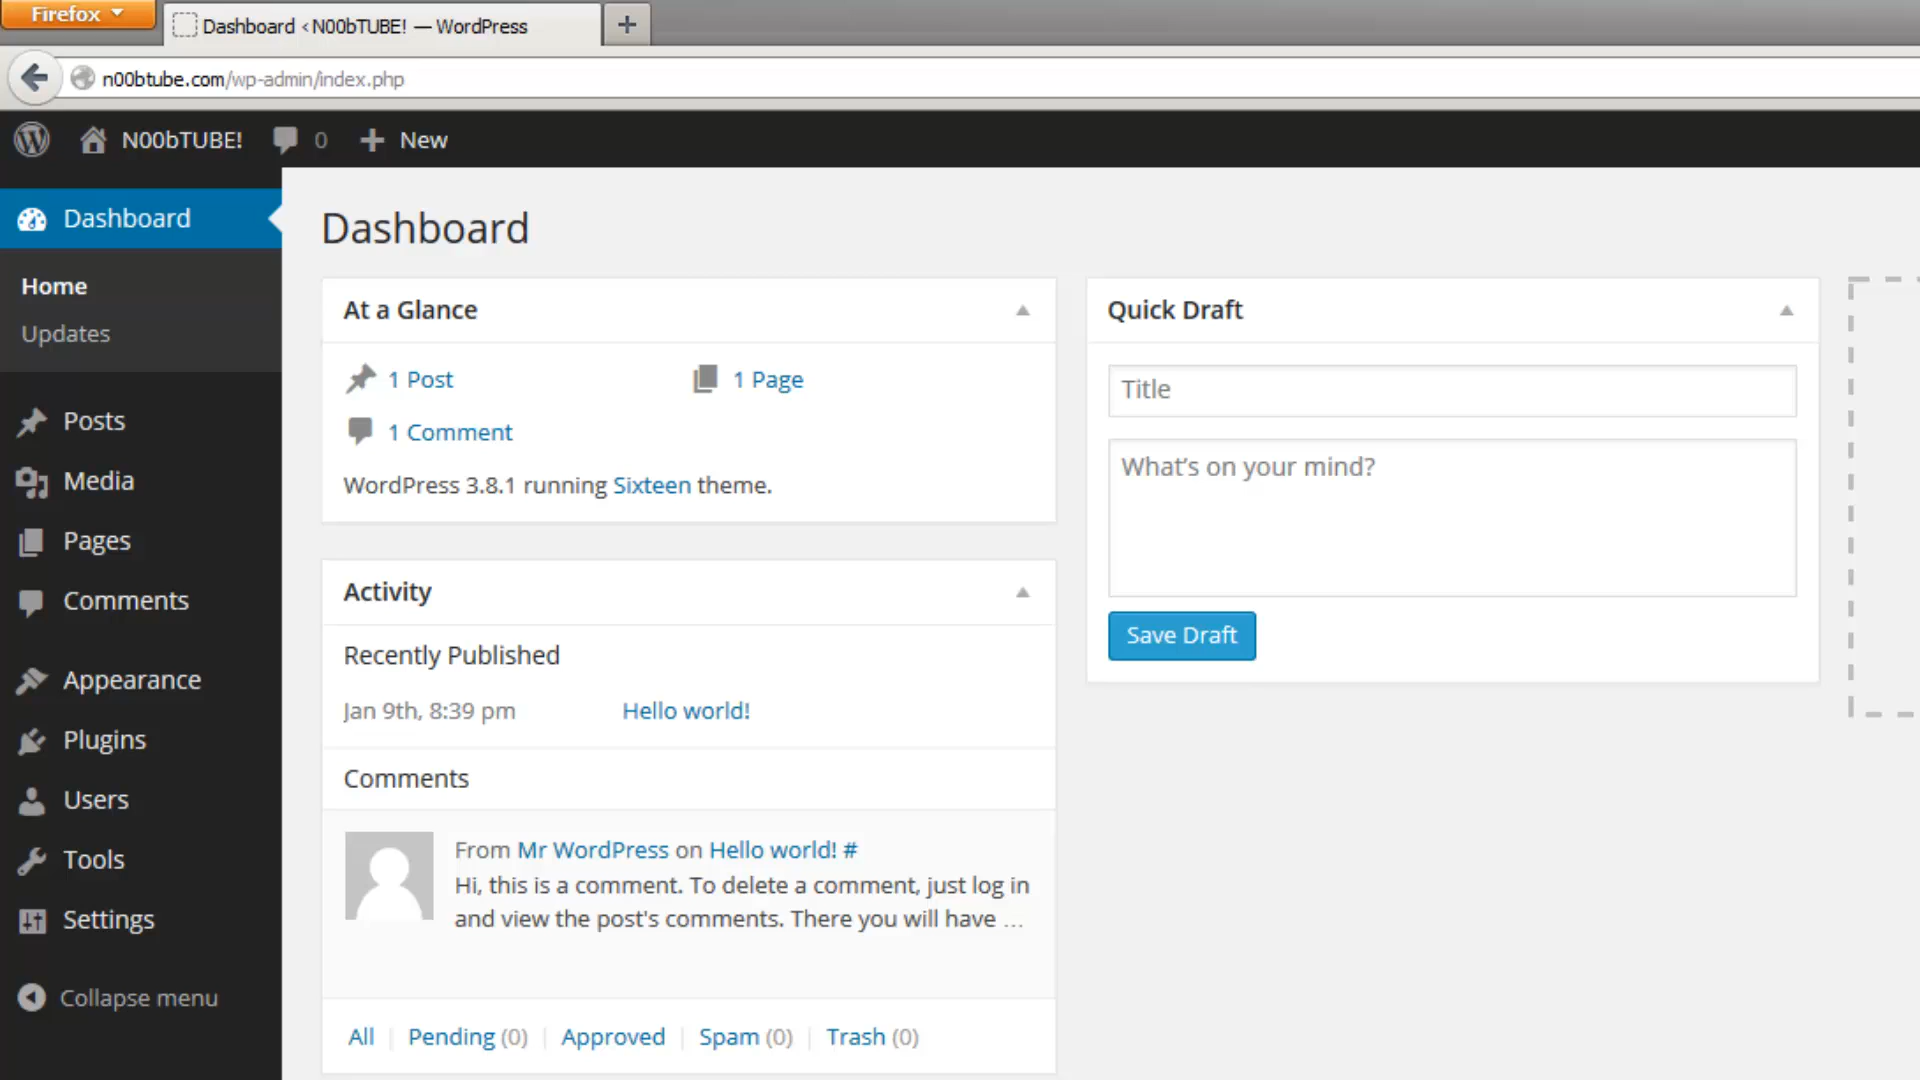 Firefox
Dashboard < N00bTUBE! — WordPress
n00btube.com/wp-admin/index.php
N00bTUBE! 0 New
Dashboard
Home
Updates
Posts
Media
Pages
Comments
Appearance
Plugins
Users
Tools
Settings
Collapse menu
Dashboard
At a Glance
1 Post 1 Page
1 Comment
WordPress 3.8.1 running Sixteen theme.
Activity
Recently Published
Jan 9th, 8:39 pm Hello world!
Comments
From Mr WordPress on Hello world! #
Hi, this is a comment. To delete a comment, just log in
and view the post's comments. There you will have …
All | Pending (0) | Approved | Spam (0) | Trash (0)
Quick Draft
Title
What's on your mind?
Save Draft